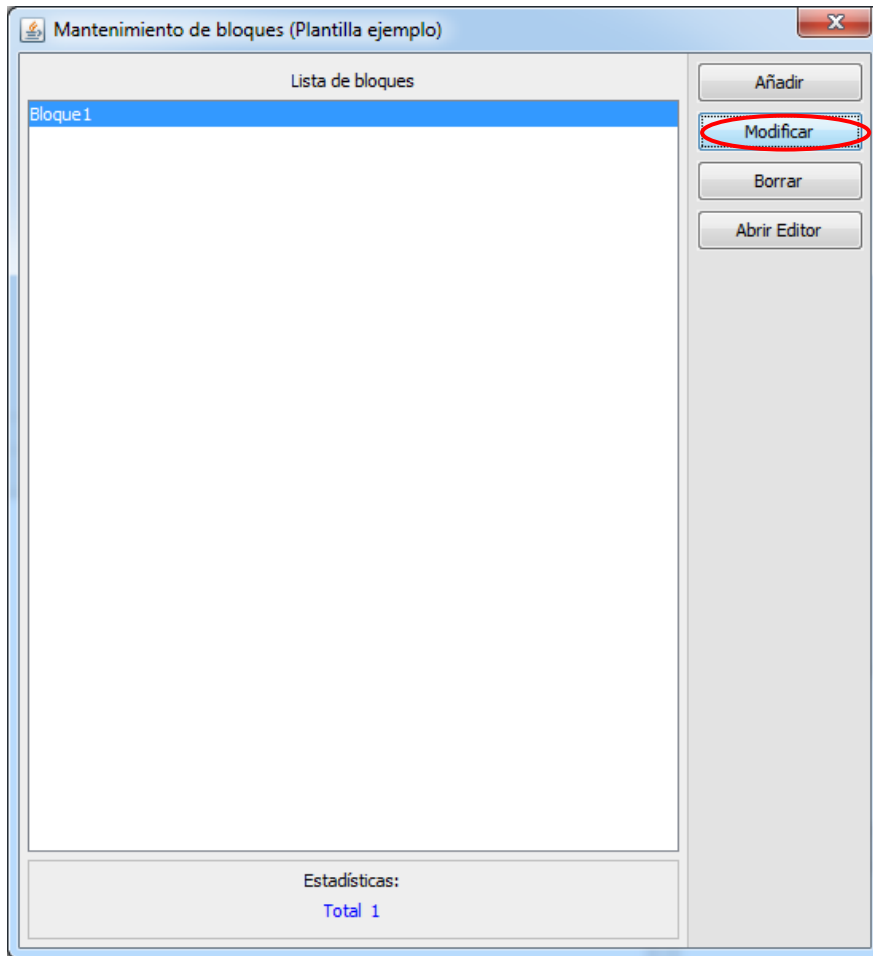 Mantenimiento de bloques (Plantilla ejemplo)
Lista de bloques
Bloque1
Añadir
Modificar
Borrar
Abrir Editor
Estadísticas:
Total 1